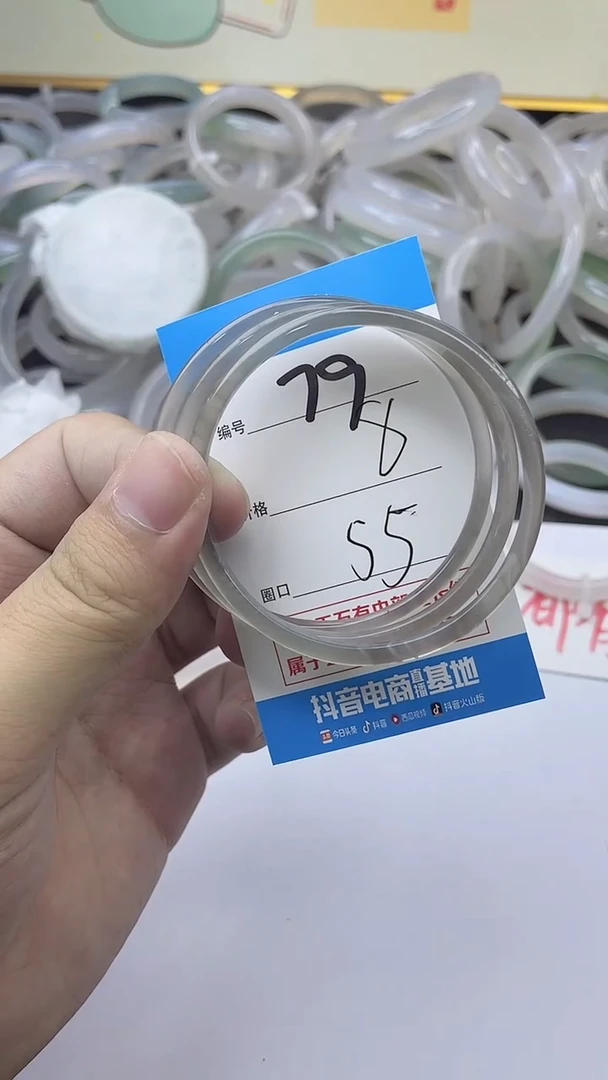 编号 79
格 8
圈口 55
属于
抖音电商直播基地
今日头条 抖音 西瓜视频 抖音火山版